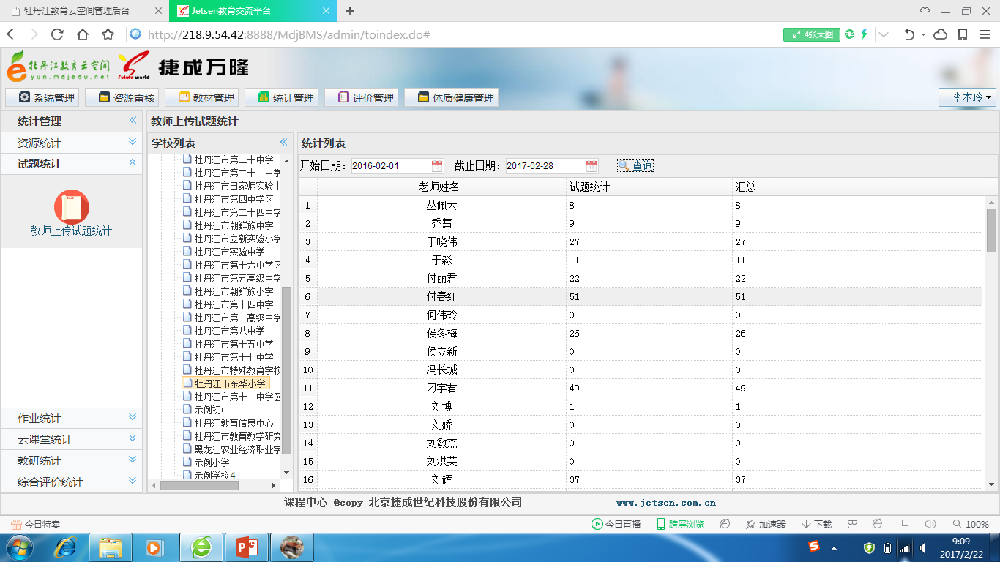 牡丹江教育云空间管理后台
Jetsen教育交流平台
http://218.9.54.42:8888/MdjBMS/admin/toindex.do#
4张大图
牡丹江教育云空间
yun.mdjedu.net
Future world
捷成万隆
系统管理 资源审核 教材管理 统计管理 评价管理 体质健康管理
李本玲
统计管理
资源统计
试题统计
教师上传试题统计
作业统计
云课堂统计
教研统计
综合评价统计
教师上传试题统计
学校列表
牡丹江市第二十中学
牡丹江市第二十一中学
牡丹江市田家炳实验中
牡丹江市第四中学区
牡丹江市第二十四中学
牡丹江市朝鲜族中学
牡丹江市立新实验小学
牡丹江市实验中学
牡丹江市第十六中学区
牡丹江市第五高级中学
牡丹江市朝鲜族小学
牡丹江市第十四中学
牡丹江市第二高级中学
牡丹江市第八中学
牡丹江市第十五中学
牡丹江市第十七中学
牡丹江市特殊教育学校
牡丹江市东华小学
牡丹江市第十一中学区
示例初中
牡丹江教育信息中心
牡丹江市教育教学研究
黑龙江农业经济职业学
示例小学
示例学校4
统计列表
开始日期: 2016-02-01 截止日期: 2017-02-28 查询
老师姓名 试题统计 汇总
1 丛佩云 8 8
2 乔慧 9 9
3 于晓伟 27 27
4 于淼 11 11
5 付丽君 22 22
6 付春红 51 51
7 何伟玲 0 0
8 侯冬梅 26 26
9 侯立新 0 0
10 冯长城 0 0
11 刁宇君 49 49
12 刘博 1 1
13 刘娇 0 0
14 刘敏杰 0 0
15 刘洪英 0 0
16 刘辉 37 37
课程中心 @copy 北京捷成世纪科技股份有限公司 www.jetsen.com.cn
今日特卖
今日直播 跨屏浏览 加速器 下载 100%
9:09
2017/2/22